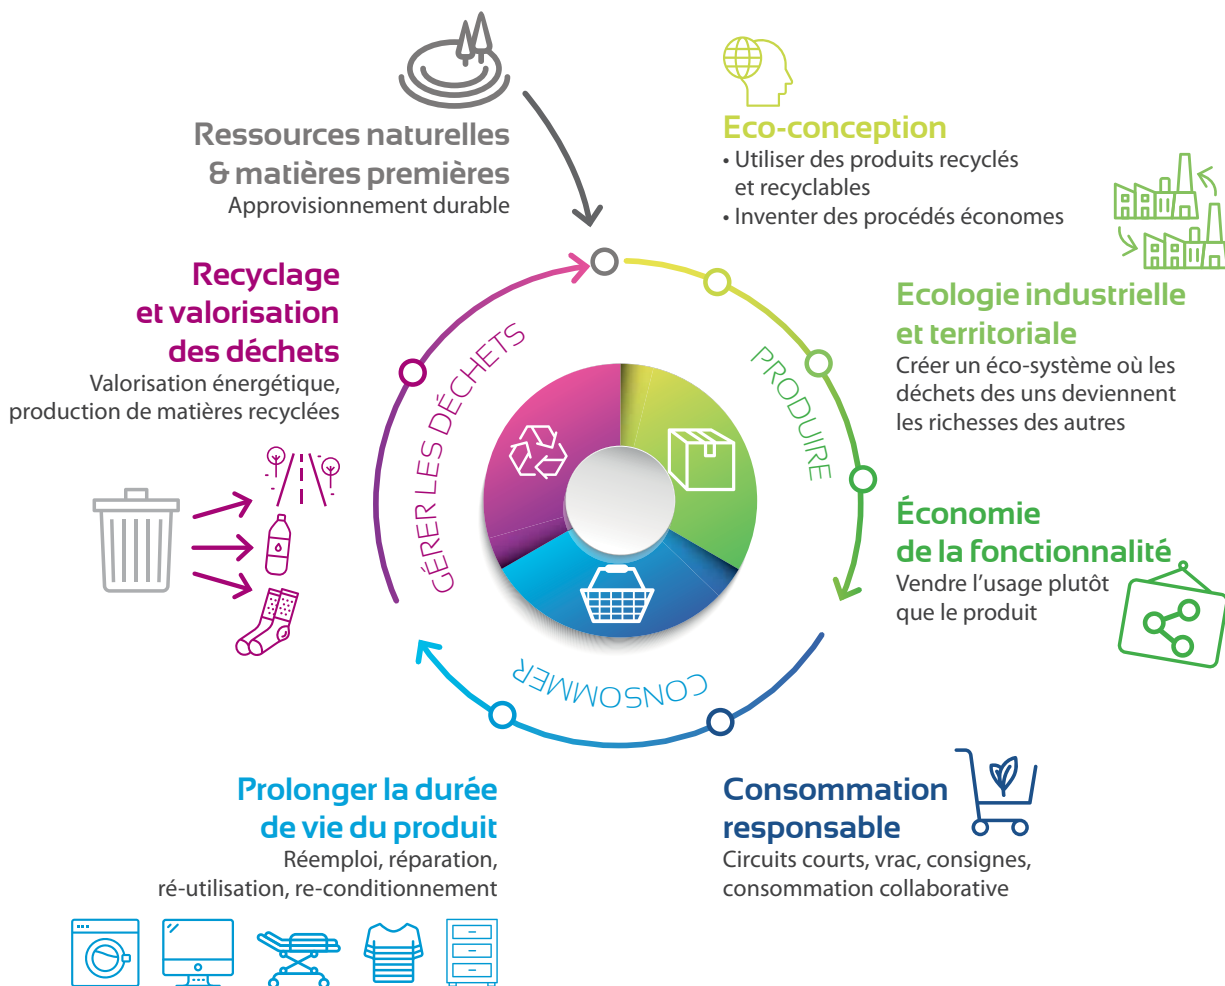 Ressources naturelles
& matières premières
Approvisionnement durable
Eco-conception
• Utiliser des produits recyclés
et recyclables
• Inventer des procédés économes
Ecologie industrielle
et territoriale
Créer un éco-système où les
déchets des uns deviennent
les richesses des autres
Économie
de la fonctionnalité
Vendre l'usage plutôt
que le produit
Consommation
responsable
Circuits courts, vrac, consignes,
consommation collaborative
Prolonger la durée
de vie du produit
Réemploi, réparation,
ré-utilisation, re-conditionnement
Recyclage
et valorisation
des déchets
Valorisation énergétique,
production de matières recyclées
PRODUIRE
CONSOMMER
GÉRER LES DÉCHETS